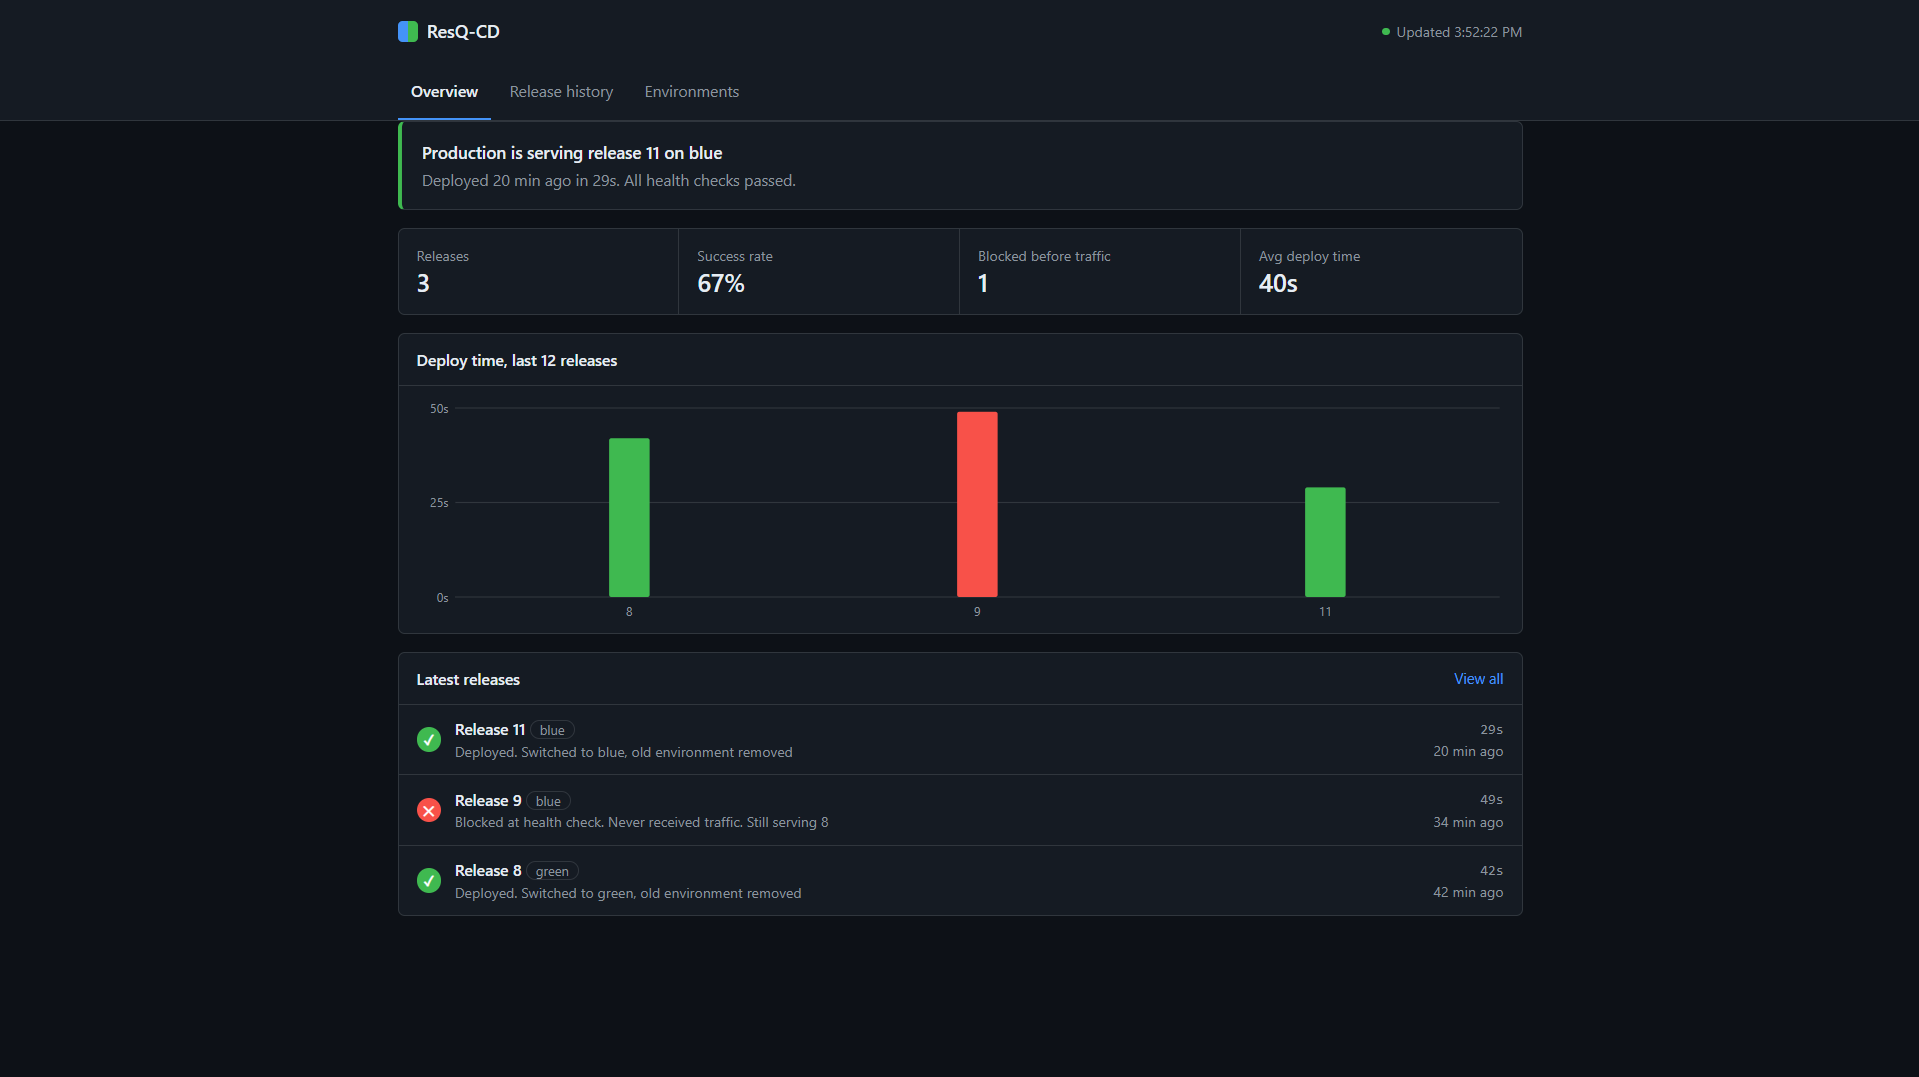 ResQ-CD
Updated 3:52:22 PM
Overview
Release history
Environments
Production is serving release 11 on blue
Deployed 20 min ago in 29s. All health checks passed.
Releases
3
Success rate
67%
Blocked before traffic
1
Avg deploy time
40s
Deploy time, last 12 releases
50s
25s
0s
8
9
11
Latest releases
View all
Release 11 blue
29s
Deployed. Switched to blue, old environment removed
20 min ago
Release 9 blue
49s
Blocked at health check. Never received traffic. Still serving 8
34 min ago
Release 8 green
42s
Deployed. Switched to green, old environment removed
42 min ago